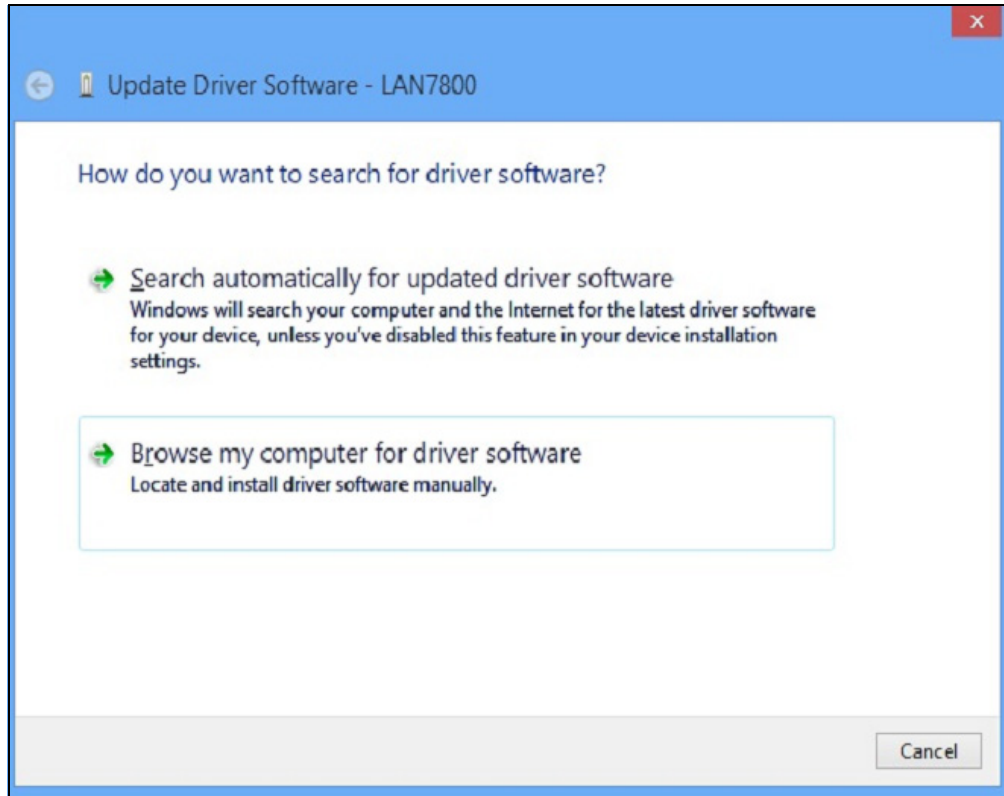 Update Driver Software - LAN7800
How do you want to search for driver software?
Search automatically for updated driver software
Windows will search your computer and the Internet for the latest driver software
for your device, unless you've disabled this feature in your device installation
settings.
Browse my computer for driver software
Locate and install driver software manually.
Cancel